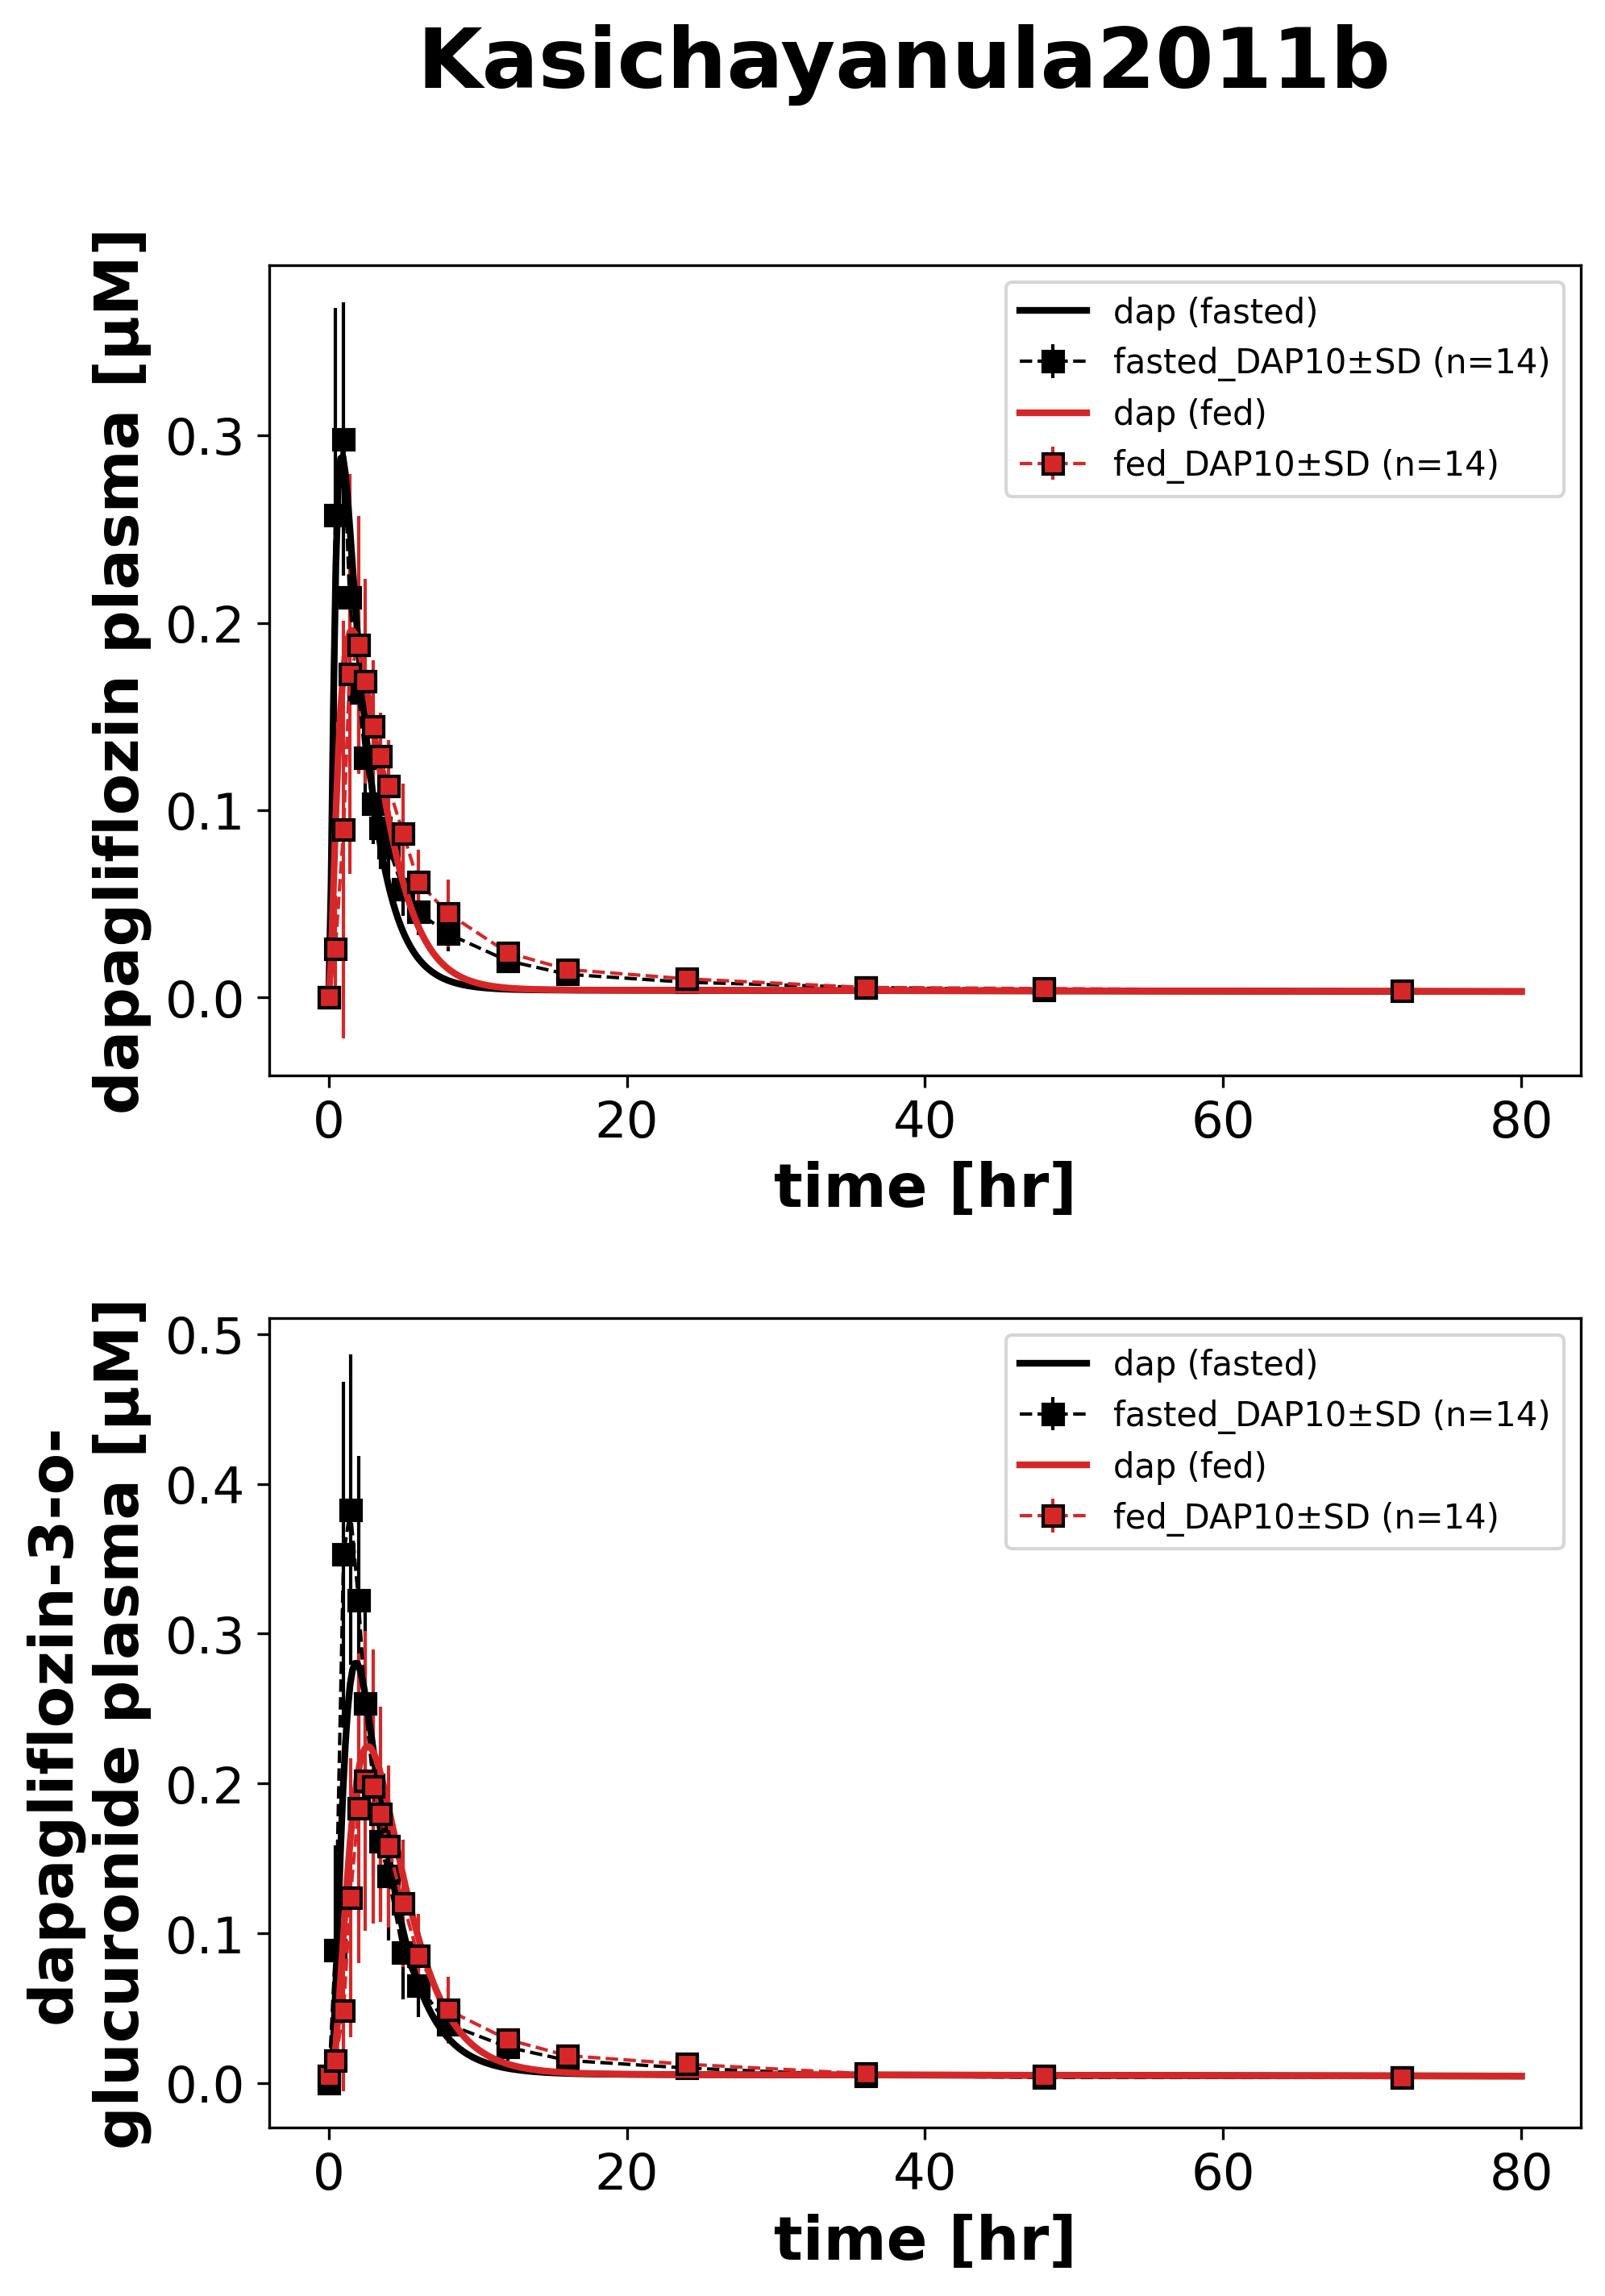 Kasichayanula2011b
dapagliflozin plasma [µM]
0.3
0.2
0.1
0.0
dap (fasted)
fasted_DAP10±SD (n=14)
dap (fed)
fed_DAP10±SD (n=14)
0 20 40 60 80
time [hr]
dapagliflozin-3-o-
glucuronide plasma [µM]
0.5
0.4
0.3
0.2
0.1
0.0
dap (fasted)
fasted_DAP10±SD (n=14)
dap (fed)
fed_DAP10±SD (n=14)
0 20 40 60 80
time [hr]